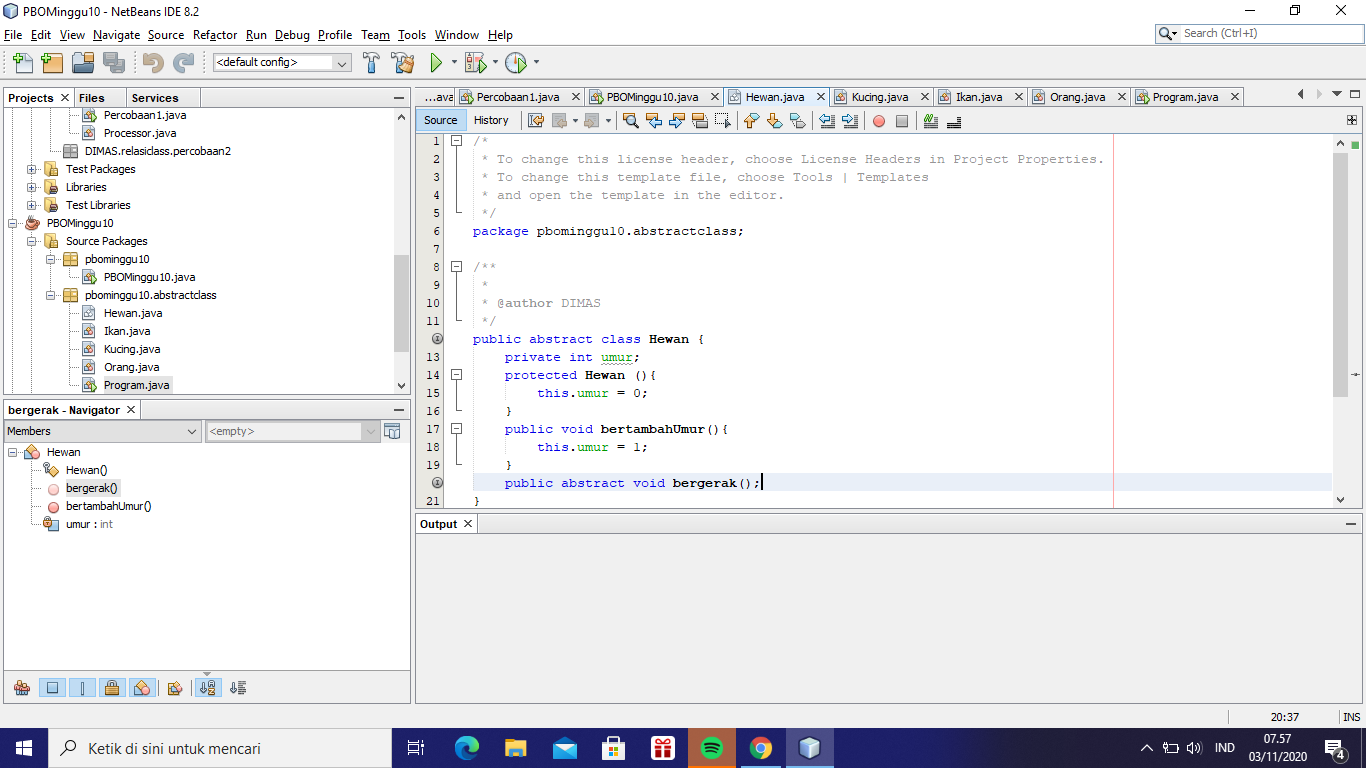 PBOMinggu10 - NetBeans IDE 8.2
File Edit View Navigate Source Refactor Run Debug Profile Team Tools Window Help
Search (Ctrl+I)
<default config>
Projects Files Services
Percobaan1.java
Processor.java
DIMAS.relasiclass.percobaan2
Test Packages
Libraries
Test Libraries
PBOMinggu10
Source Packages
pbominggu10
PBOMinggu10.java
pbominggu10.abstractclass
Hewan.java
Ikan.java
Kucing.java
Orang.java
Program.java
bergerak - Navigator
Members <empty>
Hewan
Hewan()
bergerak()
bertambahUmur()
umur : int
...ava Percobaan1.java PBOMinggu10.java Hewan.java Kucing.java Ikan.java Orang.java Program.java
Source History
1 /*
2 * To change this license header, choose License Headers in Project Properties.
3 * To change this template file, choose Tools | Templates
4 * and open the template in the editor.
5 */
6 package pbominggu10.abstractclass;
7
8 /**
9 *
10 * @author DIMAS
11 */
public abstract class Hewan {
13 private int umur;
14 protected Hewan (){
15 this.umur = 0;
16 }
17 public void bertambahUmur(){
18 this.umur = 1;
19 }
public abstract void bergerak();
21 }
Output
20:37 INS
Ketik di sini untuk mencari
IND
07.57
03/11/2020
4